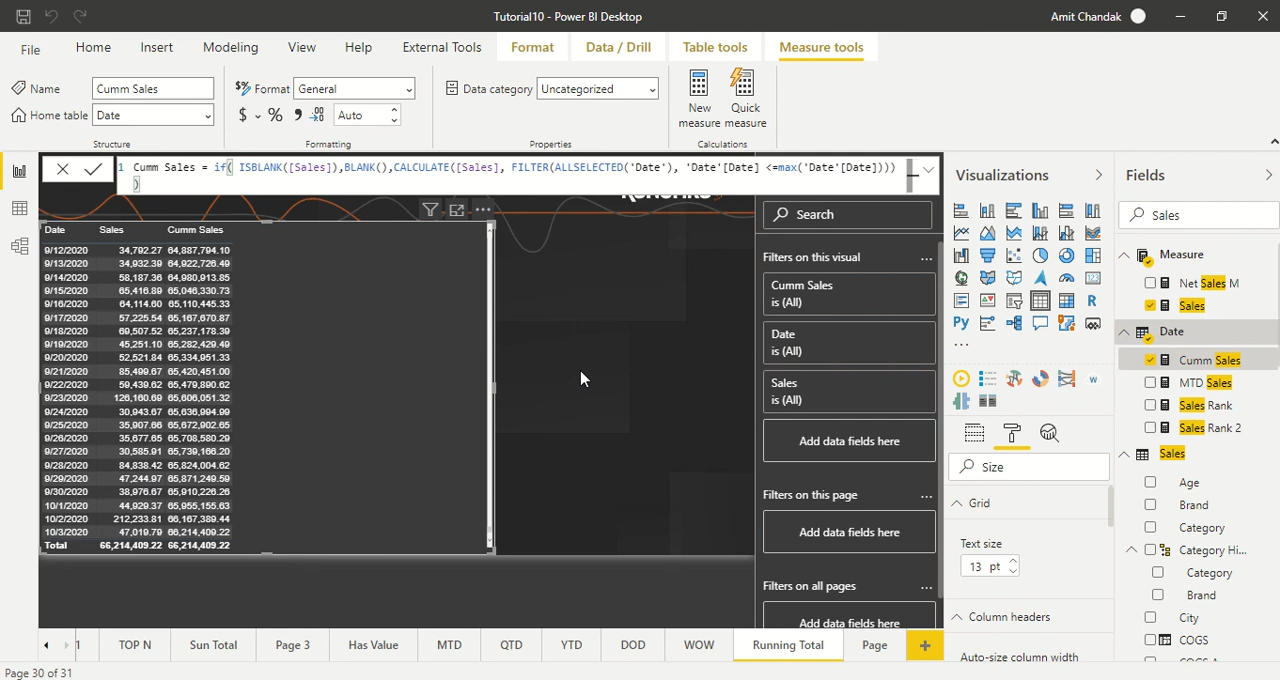 Tutorial10 - Power BI Desktop
Amit Chandak
File Home Insert Modeling View Help External Tools Format Data / Drill Table tools Measure tools
Name Cumm Sales
Home table Date
Structure
Format General
$ % Auto
Formatting
Data category Uncategorized
Properties
New measure
Quick measure
Calculations
1 Cumm Sales = if( ISBLANK([Sales]),BLANK(),CALCULATE([Sales], FILTER(ALLSELECTED('Date'), 'Date'[Date] <=max('Date'[Date])))
)
Date Sales Cumm Sales
9/12/2020 34,792.27 64,887,794.10
9/13/2020 34,932.39 64,922,726.49
9/14/2020 58,187.36 64,980,913.85
9/15/2020 65,416.89 65,046,330.73
9/16/2020 64,114.60 65,110,445.33
9/17/2020 57,225.54 65,167,670.87
9/18/2020 69,507.52 65,237,178.39
9/19/2020 45,251.10 65,282,429.49
9/20/2020 52,521.84 65,334,951.33
9/21/2020 85,499.67 65,420,451.00
9/22/2020 59,439.62 65,479,890.62
9/23/2020 126,160.69 65,606,051.32
9/24/2020 30,943.67 65,636,994.99
9/25/2020 35,907.66 65,672,902.65
9/26/2020 35,677.65 65,708,580.29
9/27/2020 30,585.91 65,739,166.20
9/28/2020 84,838.42 65,824,004.62
9/29/2020 47,244.97 65,871,249.59
9/30/2020 38,976.67 65,910,226.26
10/1/2020 44,929.37 65,955,155.63
10/2/2020 212,233.81 66,167,389.44
10/3/2020 47,019.79 66,214,409.22
Total 66,214,409.22 66,214,409.22
Search
Filters on this visual ...
Cumm Sales
is (All)
Date
is (All)
Sales
is (All)
Add data fields here
Filters on this page ...
Add data fields here
Filters on all pages ...
Add data fields here
Visualizations
R
Py
...
Size
Grid
Text size
13 pt
Column headers
Auto-size column width
Fields
Sales
Measure
Net Sales M
Sales
Date
Cumm Sales
MTD Sales
Sales Rank
Sales Rank 2
Sales
Age
Brand
Category
Category Hi...
Category
Brand
City
COGS
1 TOP N Sun Total Page 3 Has Value MTD QTD YTD DOD WOW Running Total Page +
Page 30 of 31